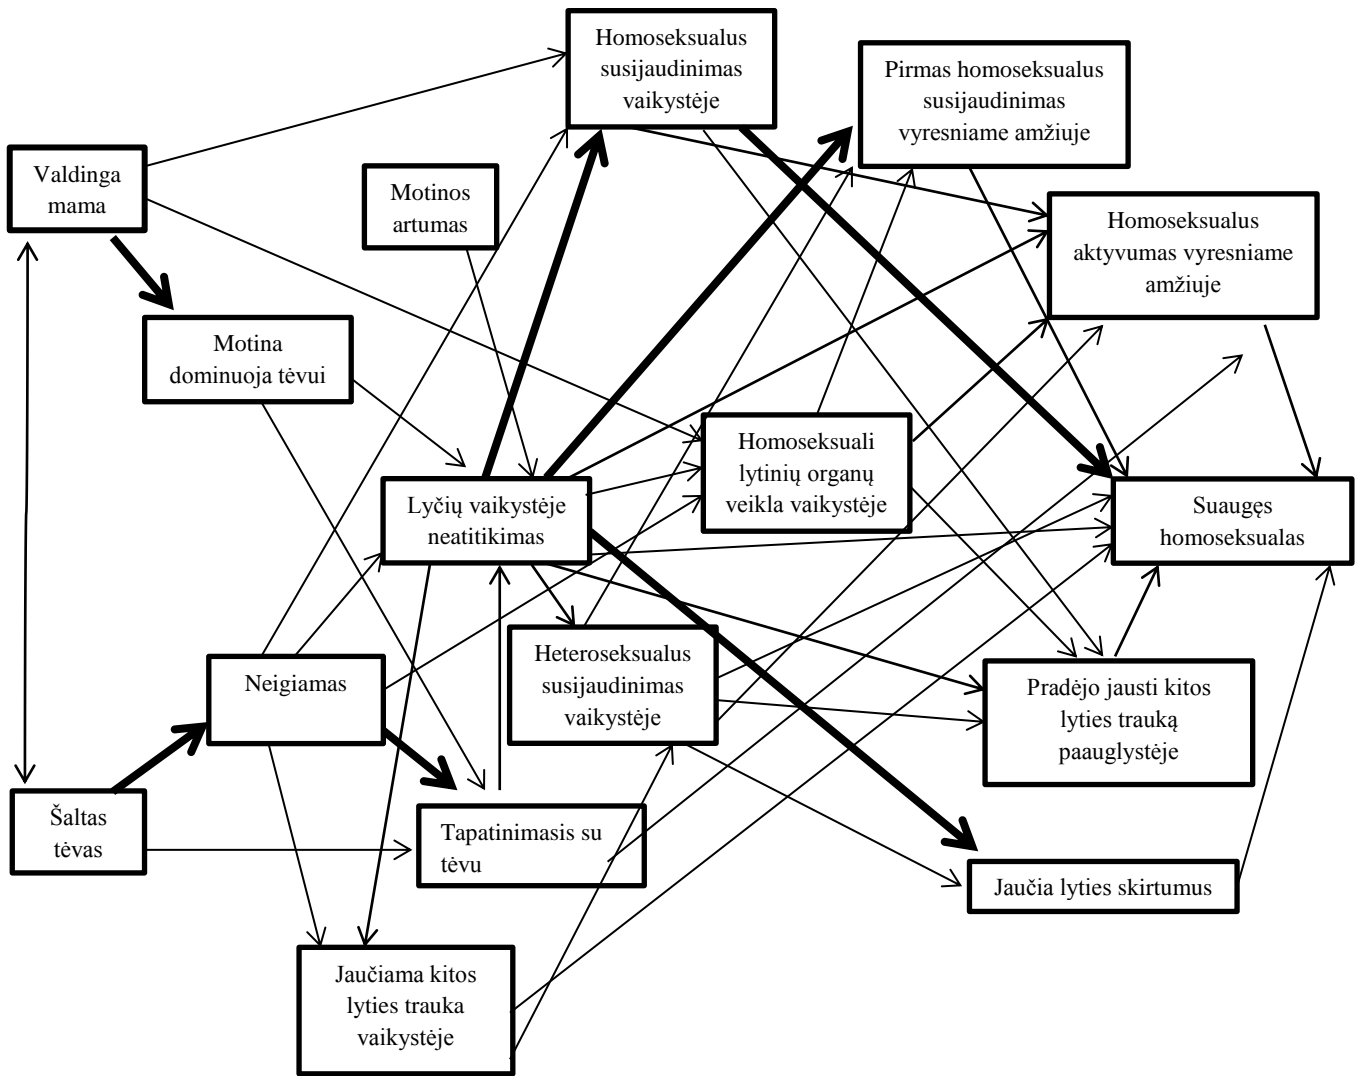 Homoseksualus
susijaudinimas
vaikystėje
Pirmas homoseksualus
susijaudinimas
vyresniame amžiuje
Valdinga
mama
Motinos
artumas
Homoseksualus
aktyvumas vyresniame
amžiuje
Motina
dominuoja tėvui
Homoseksuali
lytinių organų
veikla vaikystėje
Lyčių vaikystėje
neatitikimas
Suaugęs
homoseksualas
Neigiamas
Heteroseksualus
susijaudinimas
vaikystėje
Pradėjo jausti kitos
lyties trauką
paauglystėje
Šaltas
tėvas
Tapatinimasis su
tėvu
Jaučia lyties skirtumus
Jaučiama kitos
lyties trauka
vaikystėje